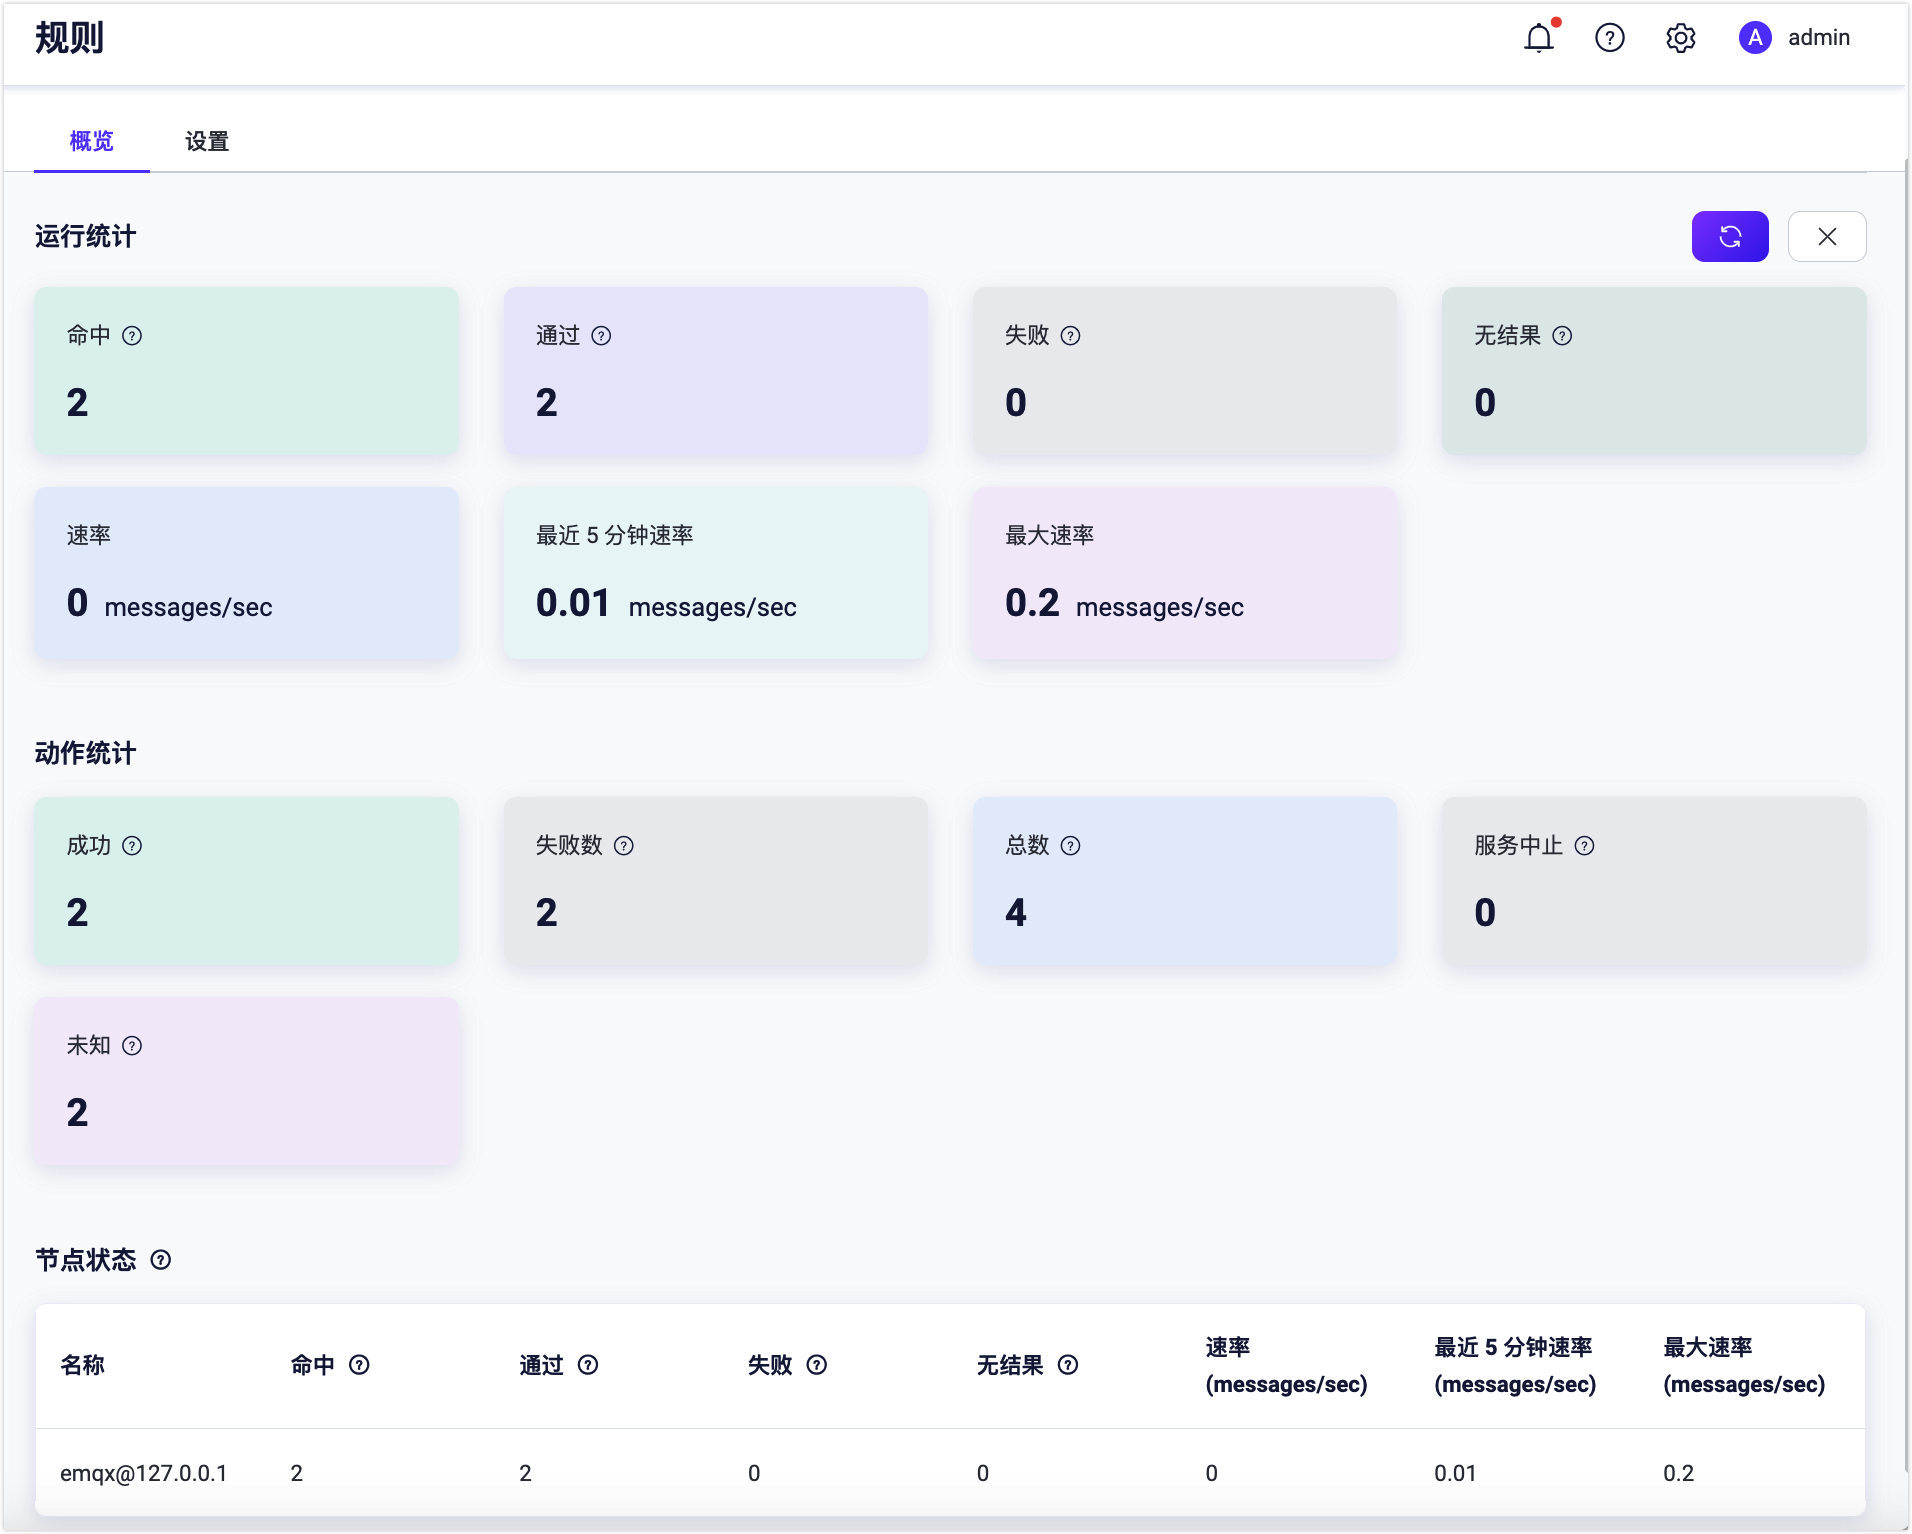 规则
A admin
概览 设置
运行统计
命中 通过 失败 无结果
2 2 0 0
速率 最近 5 分钟速率 最大速率
0 messages/sec 0.01 messages/sec 0.2 messages/sec
动作统计
成功 失败数 总数 服务中止
2 2 4 0
未知
2
节点状态
名称 命中 通过 失败 无结果 速率 (messages/sec) 最近 5 分钟速率 (messages/sec) 最大速率 (messages/sec)
emqx@127.0.0.1 2 2 0 0 0 0.01 0.2